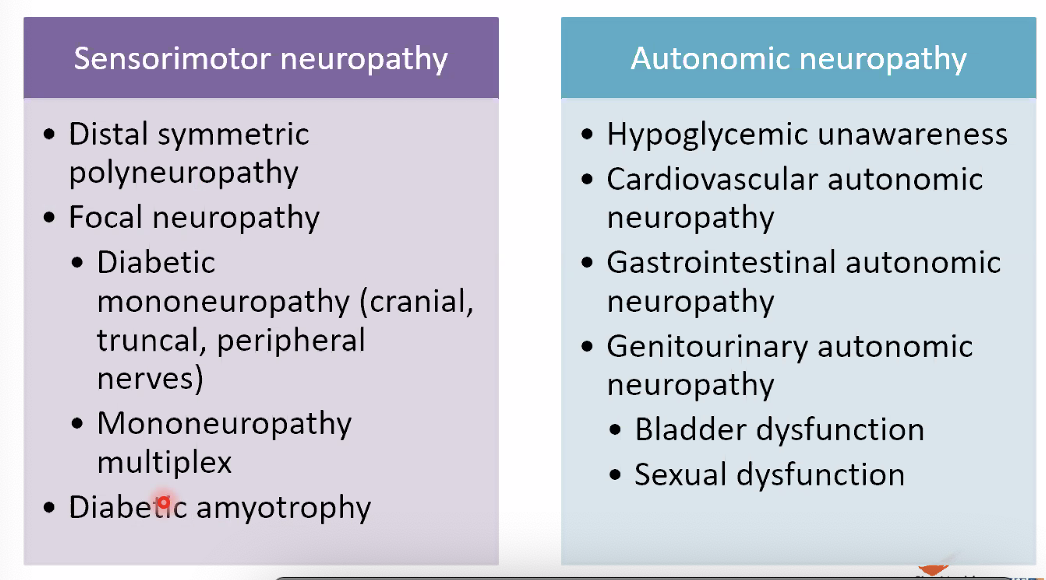 Sensorimotor neuropathy
• Distal symmetric
polyneuropathy
• Focal neuropathy
• Diabetic
mononeuropathy (cranial,
truncal, peripheral
nerves)
• Mononeuropathy
multiplex
• Diabetic amyotrophy
Autonomic neuropathy
• Hypoglycemic unawareness
• Cardiovascular autonomic
neuropathy
• Gastrointestinal autonomic
neuropathy
• Genitourinary autonomic
neuropathy
• Bladder dysfunction
• Sexual dysfunction